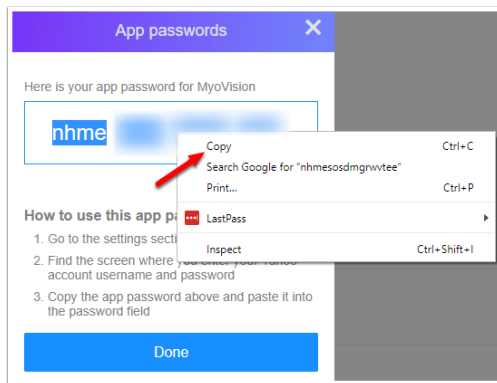 App passwords
Here is your app password for MyoVision
nhme
Copy Ctrl+C
Search Google for “nhmesosdmgrwvtee”
Print... Ctrl+P
LastPass
Inspect Ctrl+Shift+I
How to use this app
1. Go to the settings
2. Find the screen where you enter your Yahoo
account username and password
3. Copy the app password above and paste it into
the password field
Done